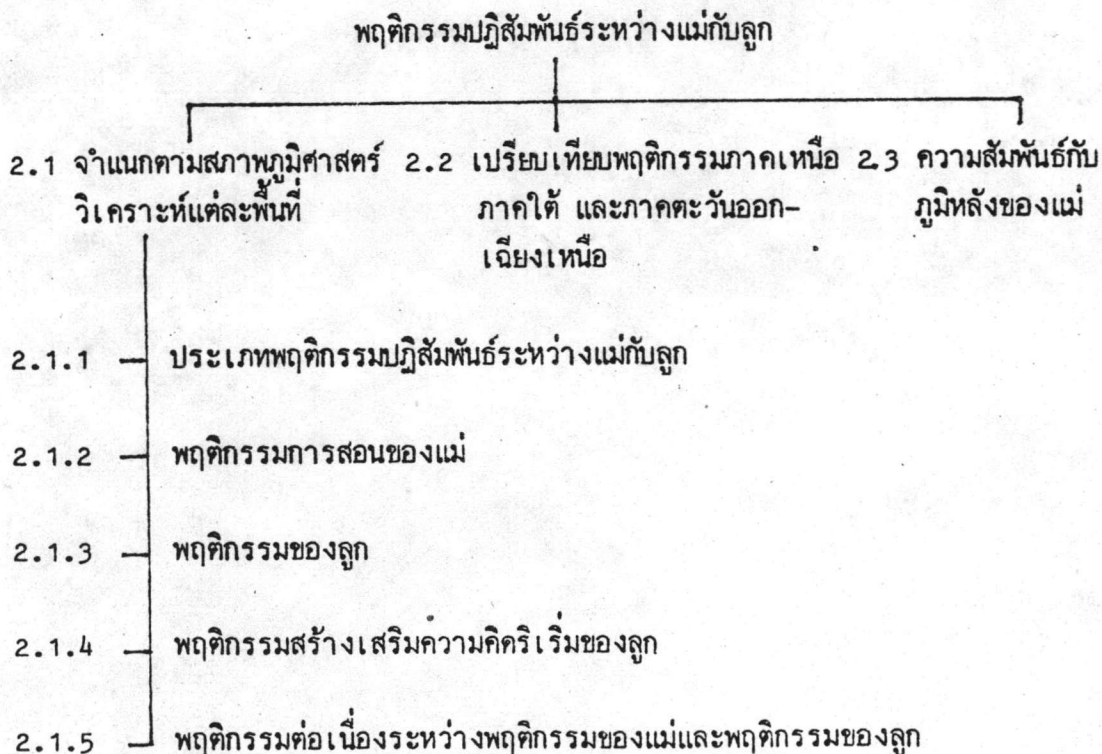 พฤติกรรมปฏิสัมพันธ์ระหว่างแม่กับลูก
2.1 จำแนกตามสภาพภูมิศาสตร์
วิเคราะห์แต่ละพื้นที่
2.2 เปรียบเทียบพฤติกรรมภาคเหนือ
ภาคใต้ และภาคตะวันออก-
เฉียงเหนือ
2.3 ความสัมพันธ์กับ
ภูมิหลังของแม่
2.1.1 ประเภทพฤติกรรมปฏิสัมพันธ์ระหว่างแม่กับลูก
2.1.2 พฤติกรรมการสอนของแม่
2.1.3 พฤติกรรมของลูก
2.1.4 พฤติกรรมสร้างเสริมความคิดริเริ่มของลูก
2.1.5 พฤติกรรมต่อเนื่องระหว่างพฤติกรรมของแม่และพฤติกรรมของลูก